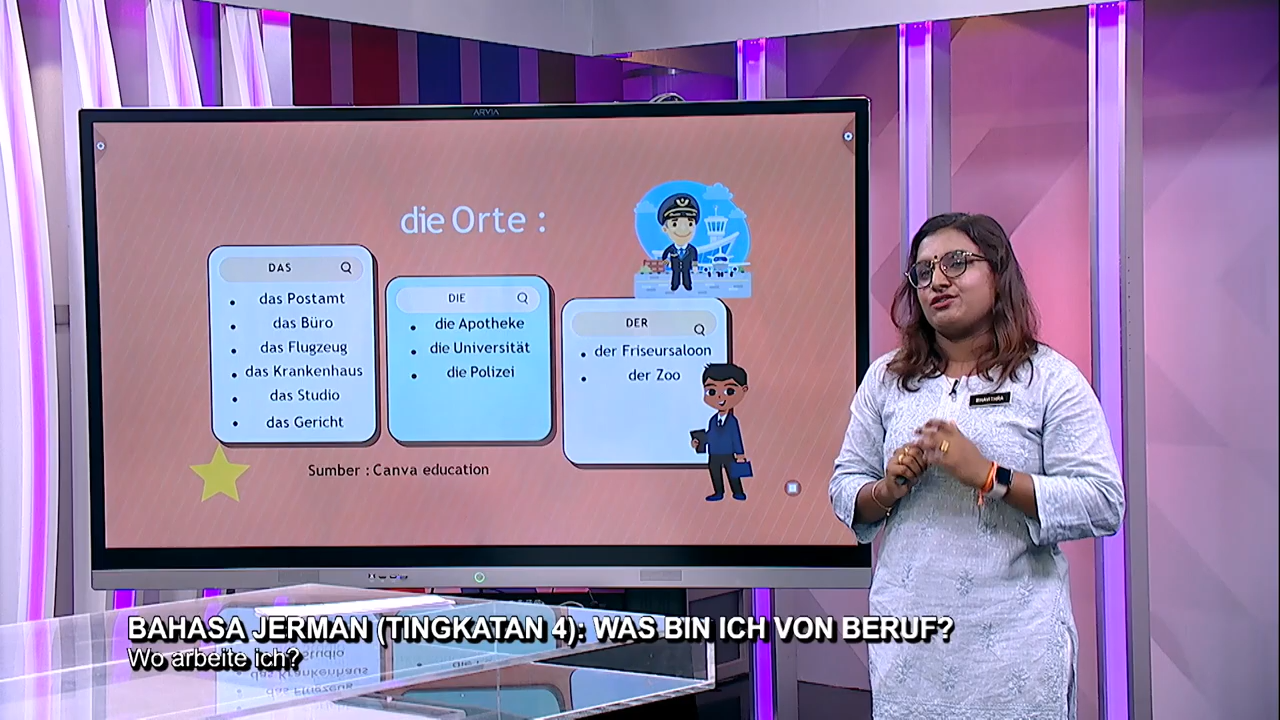 ARVIA
die Orte :
DAS
das Postamt
das Büro
das Flugzeug
das Krankenhaus
das Studio
das Gericht
DIE
die Apotheke
die Universität
die Polizei
DER
der Friseursaloon
der Zoo
Sumber : Canva education
BHAVITHRA
BAHASA JERMAN (TINGKATAN 4): WAS BIN ICH VON BERUF?
Wo arbeite ich?